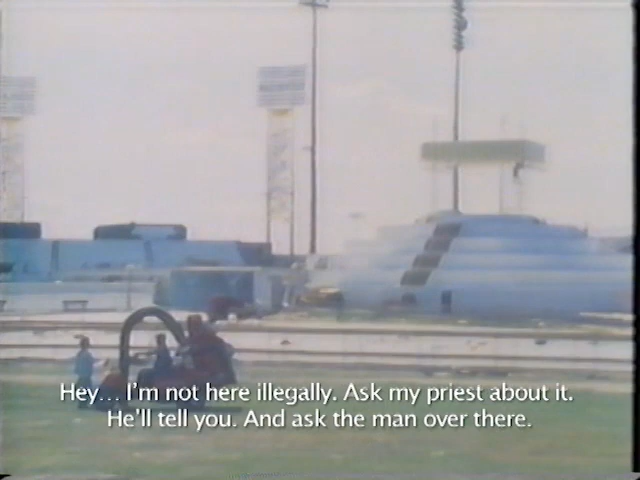 Hey... I'm not here illegally. Ask my priest about it.
He'll tell you. And ask the man over there.